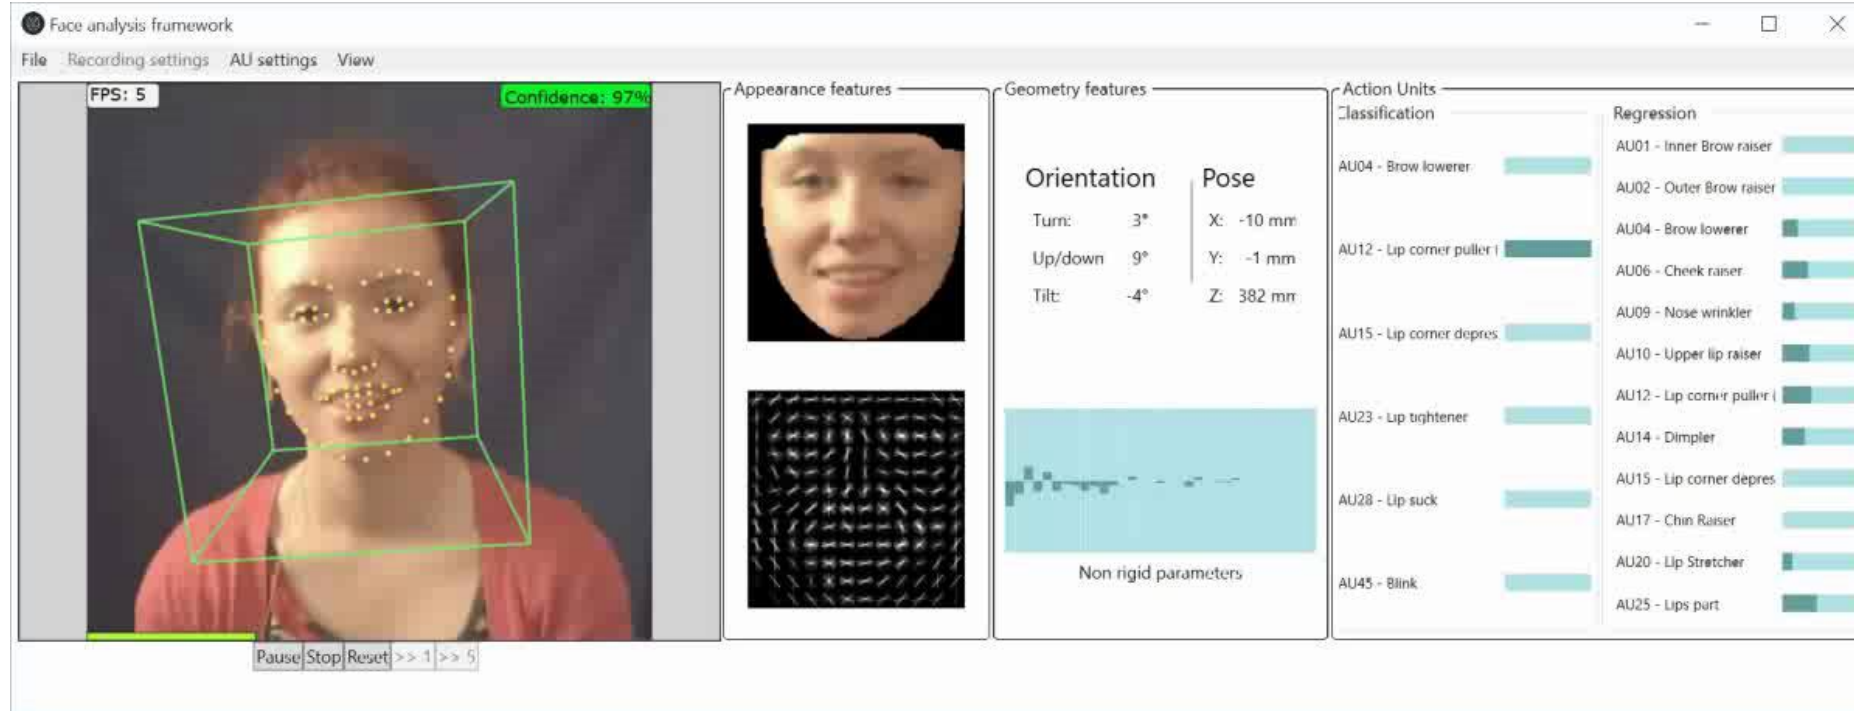 Face analysis framework
File Recording settings AU settings View
FPS: 5
Confidence: 97%
Appearance features
Geometry features
Orientation
Turn: 3°
Up/down 9°
Tilt: -4°
Pose
X: -10 mm
Y: -1 mm
Z: 382 mm
Non rigid parameters
Action Units
Classification
AU04 - Brow lowerer
AU12 - Lip corner puller (
AU15 - Lip corner depres
AU23 - Lip tightener
AU28 - Lip suck
AU45 - Blink
Regression
AU01 - Inner Brow raiser
AU02 - Outer Brow raiser
AU04 - Brow lowerer
AU06 - Cheek raiser
AU09 - Nose wrinkler
AU10 - Upper lip raiser
AU12 - Lip corner puller (
AU14 - Dimpler
AU15 - Lip corner depres
AU17 - Chin Raiser
AU20 - Lip Stretcher
AU25 - Lips part
Pause Stop Reset >> 1 >> 5